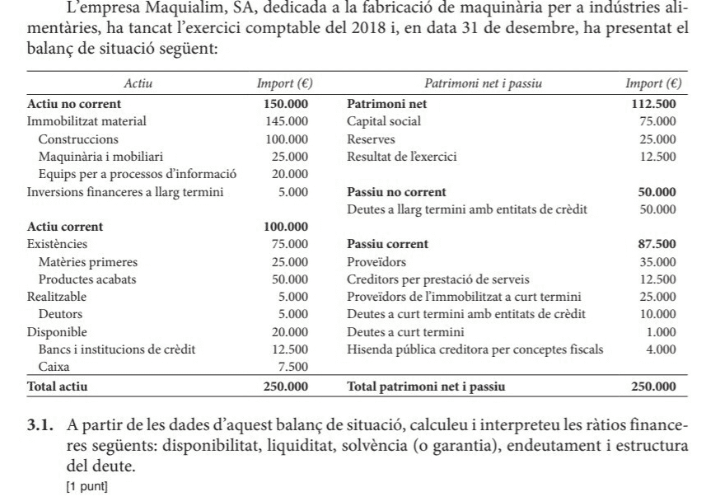 L'empresa Maquialim, SA, dedicada a la fabricació de maquinària per a indústries ali-
mentàries, ha tancat l'exercici comptable del 2018 i, en data 31 de desembre, ha presentat el
balanç de situació següent:
Actiu Import (€) Patrimoni net i passiu Import (€)
Actiu no corrent 150.000 Patrimoni net 112.500
Immobilitzat material 145.000 Capital social 75.000
Construccions 100.000 Reserves 25.000
Maquinària i mobiliari 25.000 Resultat de l'exercici 12.500
Equips per a processos d'informació 20.000
Inversions financeres a llarg termini 5.000 Passiu no corrent 50.000
Deutes a llarg termini amb entitats de crèdit 50.000
Actiu corrent 100.000
Existències 75.000 Passiu corrent 87.500
Matèries primeres 25.000 Proveïdors 35.000
Productes acabats 50.000 Creditors per prestació de serveis 12.500
Realitzable 5.000 Proveïdors de l'immobilitzat a curt termini 25.000
Deutors 5.000 Deutes a curt termini amb entitats de crèdit 10.000
Disponible 20.000 Deutes a curt termini 1.000
Bancs i institucions de crèdit 12.500 Hisenda pública creditora per conceptes fiscals 4.000
Caixa 7.500
Total actiu 250.000 Total patrimoni net i passiu 250.000
3.1. A partir de les dades d'aquest balanç de situació, calculeu i interpreteu les ràtios finance-
res següents: disponibilitat, liquiditat, solvència (o garantia), endeutament i estructura
del deute.
[1 punt]